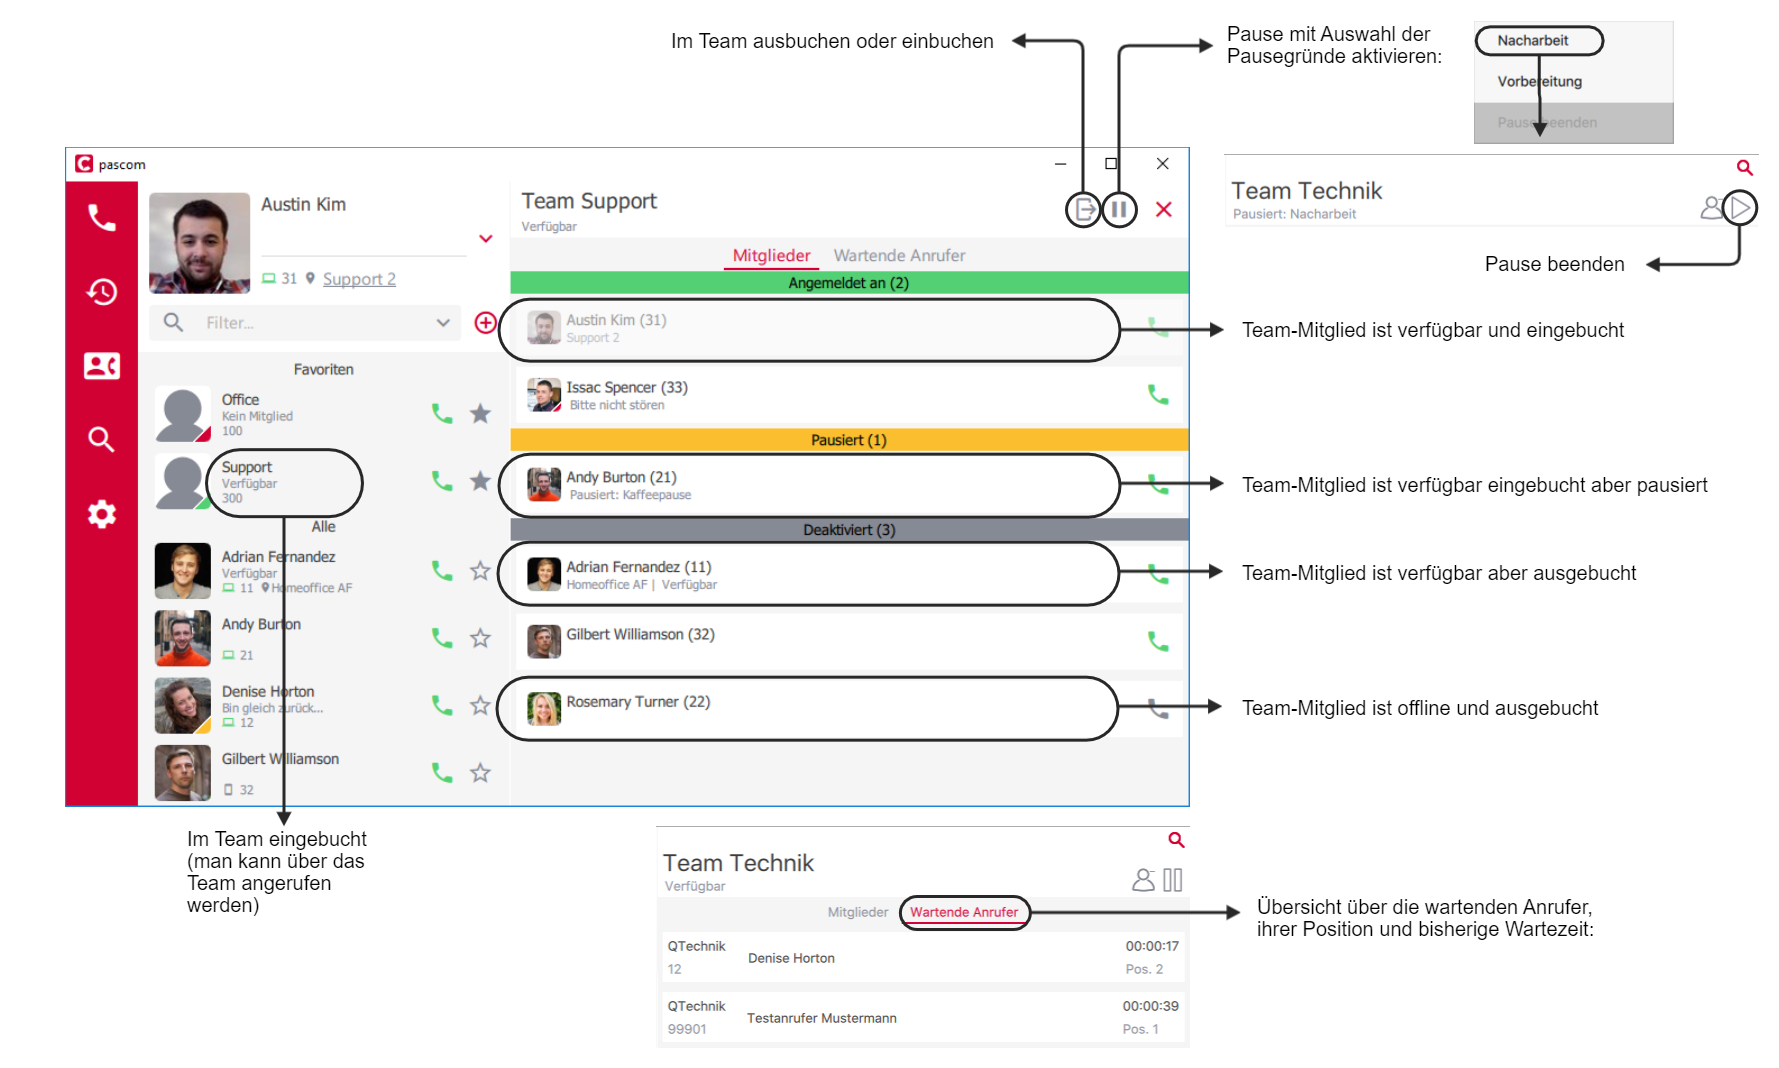 Im Team ausbuchen oder einbuchen
Pause mit Auswahl der
Pausegründe aktivieren:
Nacharbeit
Vorbereitung
Pause beenden
pascom
Austin Kim
31 Support 2
Filter...
Favoriten
Office
Kein Mitglied
100
Support
Verfügbar
300
Alle
Adrian Fernandez
Verfügbar
11 Homeoffice AF
Andy Burton
21
Denise Horton
Bin gleich zurück...
12
Gilbert Williamson
32
Team Support
Verfügbar
Mitglieder Wartende Anrufer
Angemeldet an (2)
Austin Kim (31)
Support 2
Issac Spencer (33)
Bitte nicht stören
Pausiert (1)
Andy Burton (21)
Pausiert: Kaffeepause
Deaktiviert (3)
Adrian Fernandez (11)
Homeoffice AF | Verfügbar
Gilbert Williamson (32)
Rosemary Turner (22)
Team Technik
Pausiert: Nacharbeit
Pause beenden
Team-Mitglied ist verfügbar und eingebucht
Team-Mitglied ist verfügbar eingebucht aber pausiert
Team-Mitglied ist verfügbar aber ausgebucht
Team-Mitglied ist offline und ausgebucht
Im Team eingebucht
(man kann über das
Team angerufen
werden)
Team Technik
Verfügbar
Mitglieder Wartende Anrufer
QTechnik
12
Denise Horton
00:00:17
Pos. 2
QTechnik
99901
Testanrufer Mustermann
00:00:39
Pos. 1
Übersicht über die wartenden Anrufer,
ihrer Position und bisherige Wartezeit: